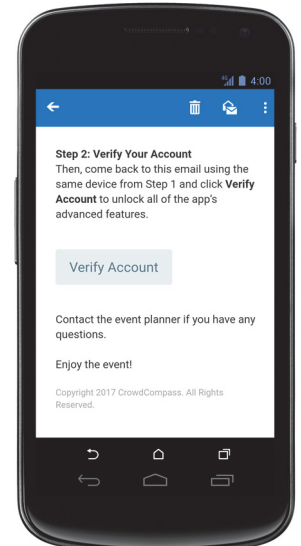 4G 4:00
Step 2: Verify Your Account
Then, come back to this email using the
same device from Step 1 and click Verify
Account to unlock all of the app's
advanced features.
Verify Account
Contact the event planner if you have any
questions.
Enjoy the event!
Copyright 2017 CrowdCompass. All Rights
Reserved.